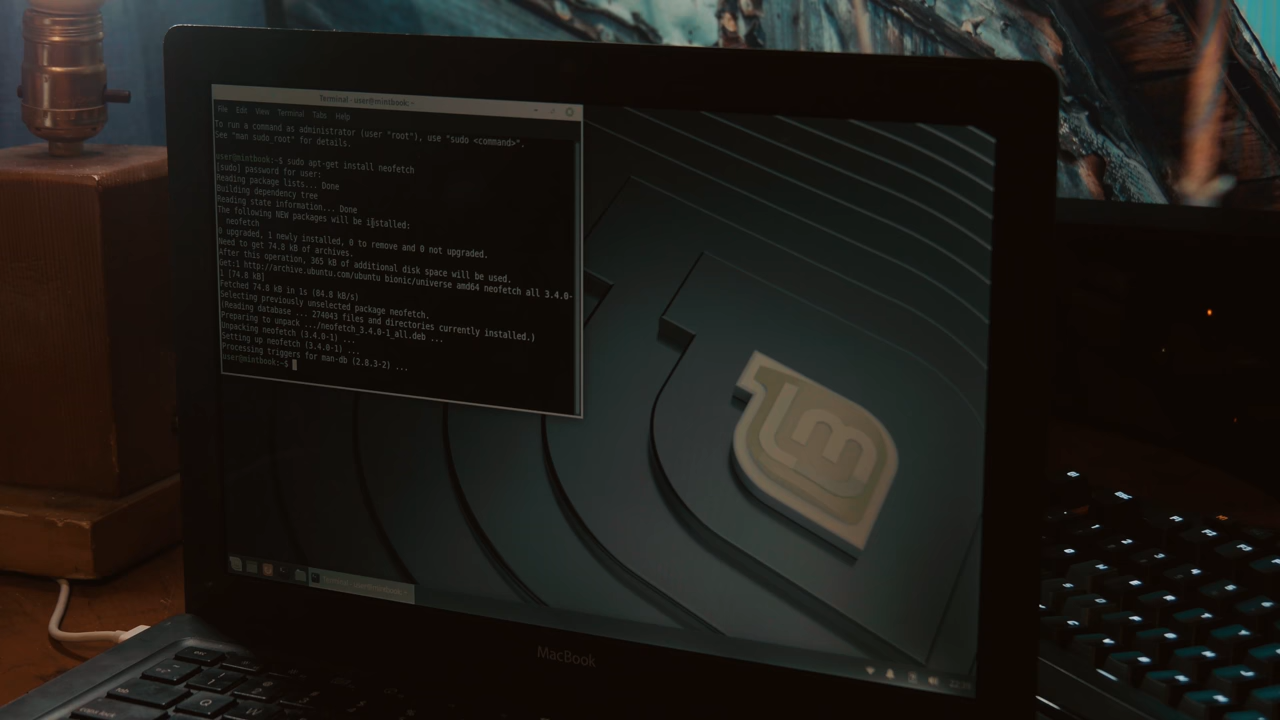 Terminal - user@mintbook: ~
File Edit View Terminal Tabs Help
To run a command as administrator (user "root"), use "sudo <command>".
See "man sudo_root" for details.
user@mintbook:~$ sudo apt-get install neofetch
[sudo] password for user:
Reading package lists... Done
Building dependency tree
Reading state information... Done
The following NEW packages will be installed:
neofetch
0 upgraded, 1 newly installed, 0 to remove and 0 not upgraded.
Need to get 74.8 kB of archives.
After this operation, 365 kB of additional disk space will be used.
Get:1 http://archive.ubuntu.com/ubuntu bionic/universe amd64 neofetch all 3.4.0-
1 [74.8 kB]
Fetched 74.8 kB in 1s (84.8 kB/s)
Selecting previously unselected package neofetch.
(Reading database ... 274043 files and directories currently installed.)
Preparing to unpack .../neofetch_3.4.0-1_all.deb ...
Unpacking neofetch (3.4.0-1) ...
Setting up neofetch (3.4.0-1) ...
Processing triggers for man-db (2.8.3-2) ...
user@mintbook:~$
Terminal - user@mintbook: ~
MacBook
esc
1
Q
W
caps lock